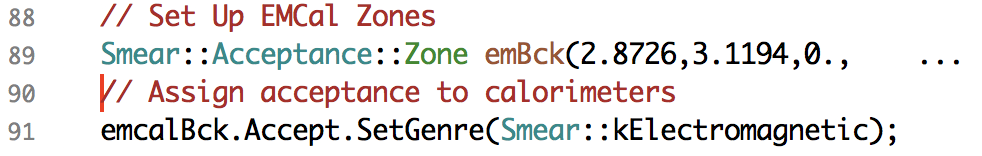 88 // Set Up EMCal Zones
89 Smear::Acceptance::Zone emBck(2.8726,3.1194,0., ...
90 // Assign acceptance to calorimeters
91 emcalBck.Accept.SetGenre(Smear::kElectromagnetic);